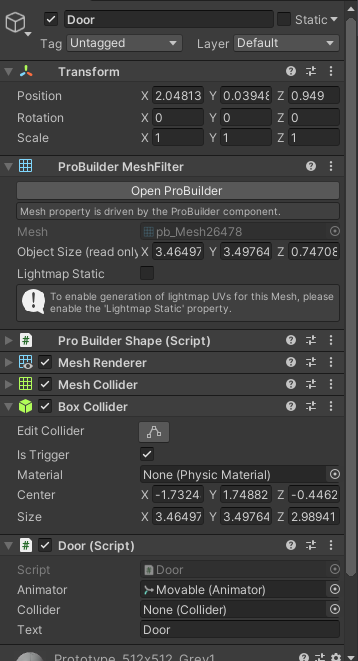 Door Static
Tag Untagged Layer Default
Transform
Position X 2.04813 Y 0.03948 Z 0.949
Rotation X 0 Y 0 Z 0
Scale X 1 Y 1 Z 1
ProBuilder MeshFilter
Open ProBuilder
Mesh property is driven by the ProBuilder component.
Mesh pb_Mesh26478
Object Size (read only X 3.46497 Y 3.49764 Z 0.74708
Lightmap Static
To enable generation of lightmap UVs for this Mesh, please
enable the 'Lightmap Static' property.
# Pro Builder Shape (Script)
Mesh Renderer
Mesh Collider
Box Collider
Edit Collider
Is Trigger
Material None (Physic Material)
Center X -1.7324 Y 1.74882 Z -0.4462
Size X 3.46497 Y 3.49764 Z 2.98941
# Door (Script)
Script # Door
Animator Movable (Animator)
Collider None (Collider)
Text Door
Prototype_512x512_Grey1